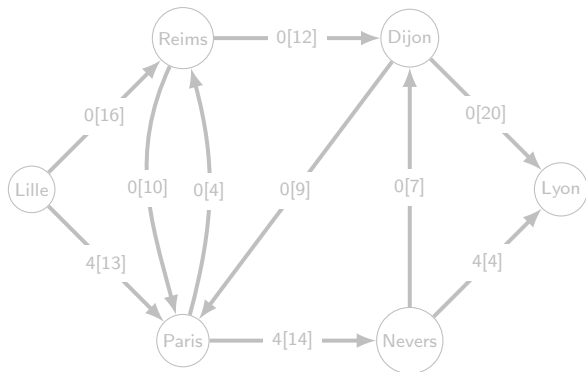 Reims
0[12]
Dijon
0[16]
0[20]
Lille
0[10]
0[4]
0[9]
0[7]
Lyon
4[13]
4[4]
Paris
4[14]
Nevers